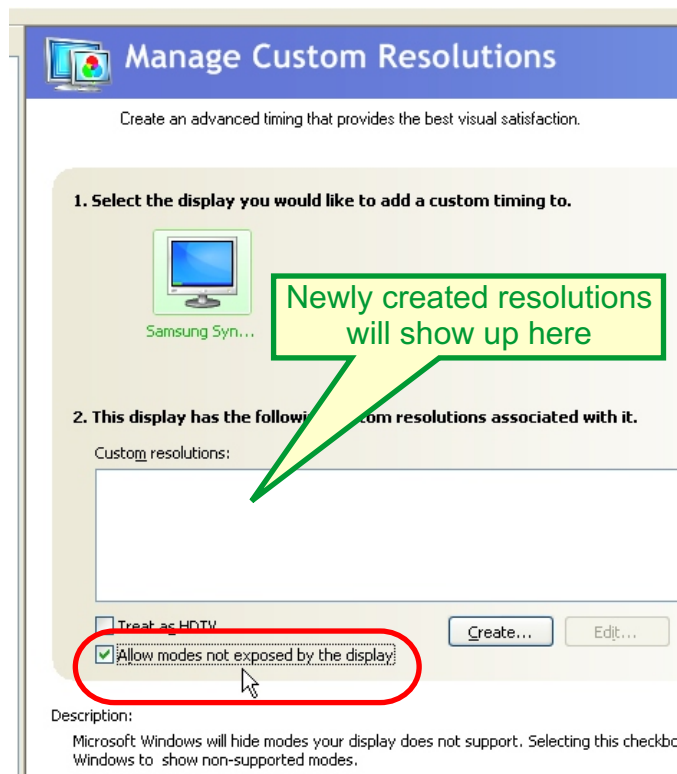 Manage Custom Resolutions
Create an advanced timing that provides the best visual satisfaction.
1. Select the display you would like to add a custom timing to.
Newly created resolutions
will show up here
Samsung Syn...
2. This display has the following custom resolutions associated with it.
Custom resolutions:
Treat as HDTV
Create...
Edit...
Allow modes not exposed by the display
Description:
Microsoft Windows will hide modes your display does not support. Selecting this checkbo
Windows to show non-supported modes.